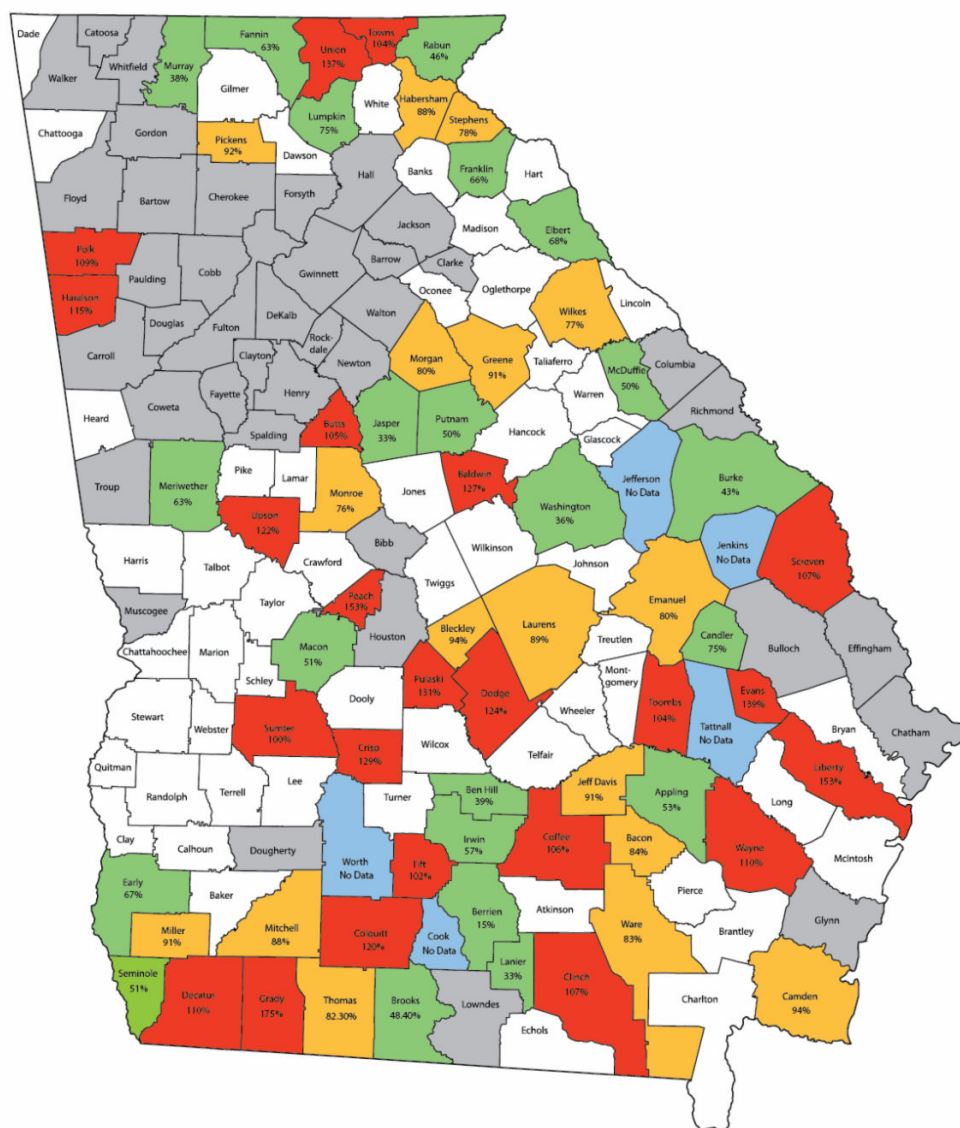 Dade
Catoosa
Walker
Whitfield
Murray
38%
Fannin
63%
Union
137%
Towns
104%
Rabun
46%
Gilmer
White
Habersham
88%
Stephens
78%
Lumpkin
75%
Chattooga
Gordon
Pickens
92%
Dawson
Banks
Franklin
66%
Hart
Floyd
Bartow
Cherokee
Forsyth
Hall
Jackson
Madison
Elbert
68%
Polk
109%
Paulding
Cobb
Gwinnett
Barrow
Clarke
Oconee
Oglethorpe
Wilkes
77%
Lincoln
Haralson
115%
Douglas
Fulton
DeKalb
Rock-
dale
Walton
Carroll
Clayton
Newton
Morgan
80%
Greene
91%
Taliaferro
McDuffie
50%
Columbia
Heard
Coweta
Fayette
Henry
Warren
Richmond
Spalding
Butts
105%
Jasper
33%
Putnam
50%
Hancock
Glascock
Troup
Meriwether
63%
Pike
Lamar
Monroe
76%
Jones
Baldwin
127%
Washington
36%
Jefferson
No Data
Burke
43%
Upson
122%
Harris
Talbot
Crawford
Bibb
Wilkinson
Johnson
Jenkins
No Data
Screven
107%
Muscogee
Taylor
Peach
153%
Twiggs
Emanuel
80%
Chattahoochee
Marion
Macon
51%
Houston
Bleckley
94%
Laurens
89%
Treutlen
Candler
75%
Bulloch
Effingham
Schley
Dooly
Pulaski
131%
Dodge
124%
Mont-
gomery
Toombs
104%
Evans
139%
Stewart
Webster
Sumter
100%
Crisp
129%
Wilcox
Wheeler
Telfair
Tattnall
No Data
Bryan
Chatham
Quitman
Randolph
Terrell
Lee
Turner
Ben Hill
39%
Jeff Davis
91%
Appling
53%
Long
Liberty
153%
Clay
Calhoun
Dougherty
Worth
No Data
Irwin
57%
Coffee
106%
Bacon
84%
Wayne
110%
McIntosh
Early
67%
Baker
Tift
102%
Pierce
Miller
91%
Mitchell
88%
Colquitt
120%
Cook
No Data
Berrien
15%
Atkinson
Ware
83%
Brantley
Glynn
Seminole
51%
Decatur
110%
Grady
175%
Thomas
82.30%
Brooks
48.40%
Lowndes
Lanier
33%
Clinch
107%
Echols
Charlton
Camden
94%